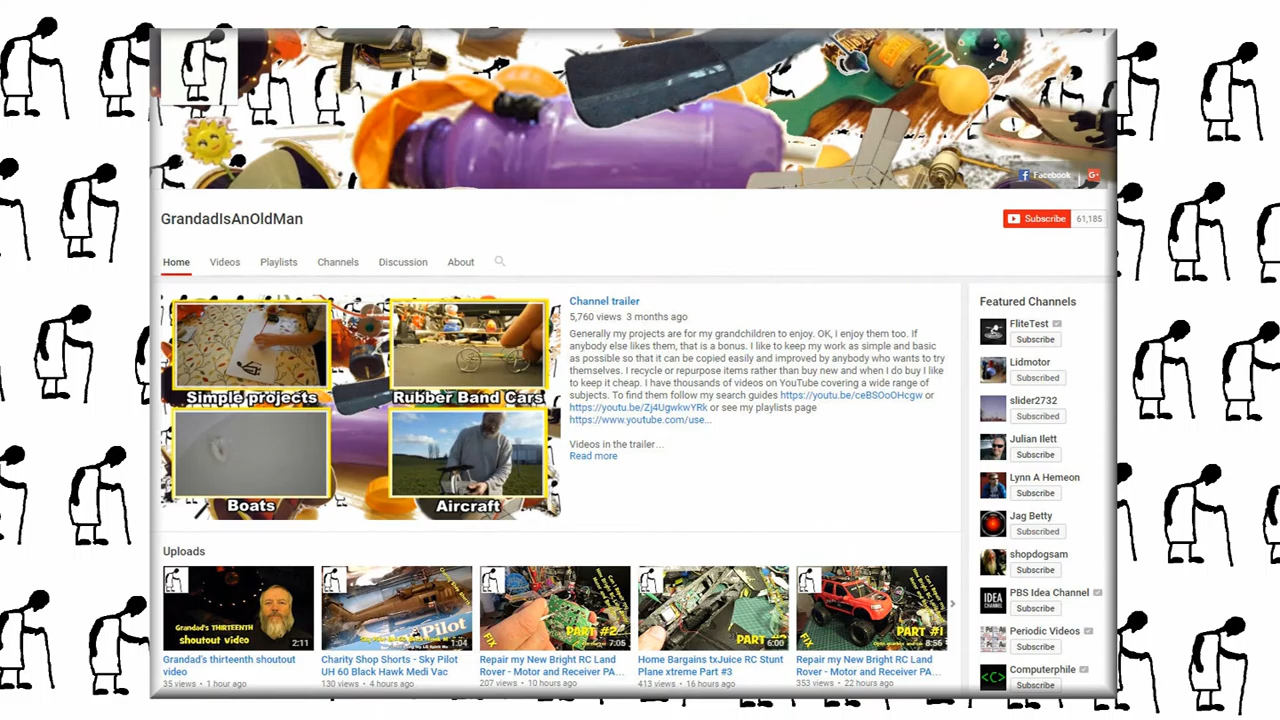 Facebook
GrandadIsAnOldMan
Subscribe 61,185
Home Videos Playlists Channels Discussion About
Simple projects
Rubber Band Cars
Boats
Aircraft
Channel trailer
5,760 views 3 months ago
Generally my projects are for my grandchildren to enjoy. OK, I enjoy them too. If
anybody else likes them, that is a bonus. I like to keep my work as simple and basic
as possible so that it can be copied easily and improved by anybody who wants to try
themselves. I recycle or repurpose items rather than buy new and when I do buy I like
to keep it cheap. I have thousands of videos on YouTube covering a wide range of
subjects. To find them follow my search guides https://youtu.be/ceBSOoOHcgw or
https://youtu.be/Zj4UgwkwYRk or see my playlists page
https://www.youtube.com/use...
Videos in the trailer…
Read more
Featured Channels
FliteTest
Subscribe
Lidmotor
Subscribed
slider2732
Subscribed
Julian Ilett
Subscribe
Lynn A Hemeon
Subscribe
Jag Betty
Subscribed
shopdogsam
Subscribe
IDEA CHANNEL
PBS Idea Channel
Subscribe
Periodic Videos
Subscribe
<C>
Computerphile
Subscribe
Uploads
Grandad's THIRTEENTH
shoutout video
2:11
Grandad's thirteenth shoutout
video
35 views • 1 hour ago
Pilot
1:04
Charity Shop Shorts - Sky Pilot
UH 60 Black Hawk Medi Vac
130 views • 4 hours ago
FIX
PART #2
7:05
Repair my New Bright RC Land
Rover - Motor and Receiver PA...
207 views • 10 hours ago
6:00
Home Bargains txJuice RC Stunt
Plane xtreme Part #3
413 views • 16 hours ago
FIX
PART #1
8:55
Repair my New Bright RC Land
Rover - Motor and Receiver PA...
353 views • 22 hours ago